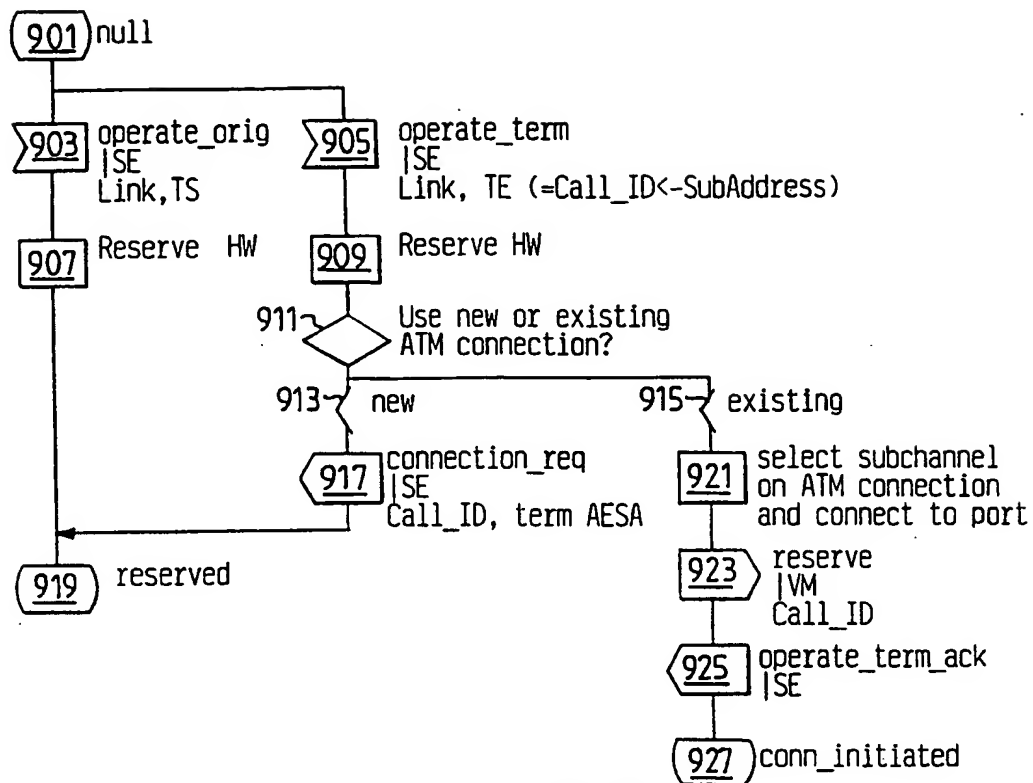 901 null
903 operate_orig
|SE
Link,TS
905 operate_term
|SE
Link, TE (=Call_ID<-SubAddress)
907 Reserve HW
909 Reserve HW
911 Use new or existing
ATM connection?
913 new
915 existing
917 connection_req
|SE
Call_ID, term AESA
919 reserved
921 select subchannel
on ATM connection
and connect to port
923 reserve
|VM
Call_ID
925 operate_term_ack
|SE
927 conn_initiated